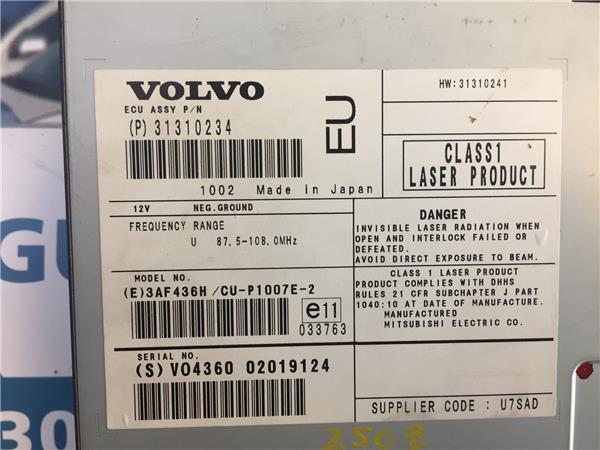 VOLVO
HW:31310241
ECU ASSY P/N
(P) 31310234
EU
CLASS1
LASER PRODUCT
1002 Made in Japan
12V NEG.GROUND
FREQUENCY RANGE
U 87.5-108.0MHz
DANGER
INVISIBLE LASER RADIATION WHEN
OPEN AND INTERLOCK FAILED OR
DEFEATED.
AVOID DIRECT EXPOSURE TO BEAM.
CLASS 1 LASER PRODUCT
PRODUCT COMPLIES WITH DHHS
RULES 21 CFR SUBCHAPTER J PART
1040:10 AT DATE OF MANUFACTURE.
MANUFACTURED
MITSUBISHI ELECTRIC CO.
MODEL NO.
(E)3AF436H/CU-P1007E-2
e11
033763
SERIAL NO.
(S) VO4360 02019124
SUPPLIER CODE : U7SAD
GU
30